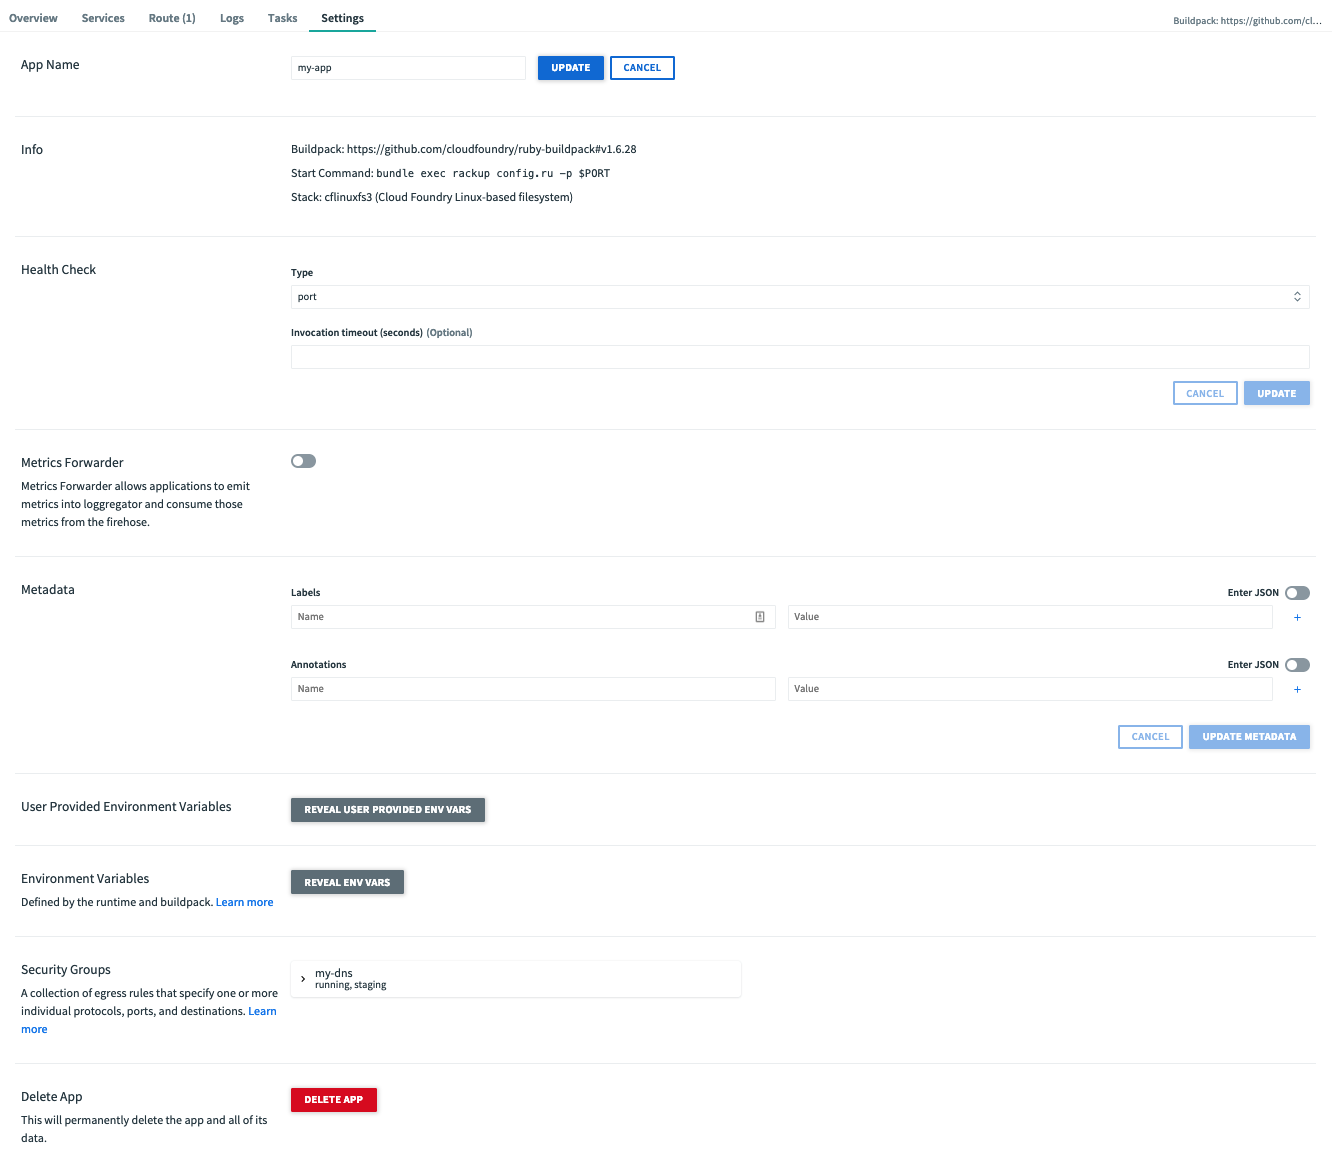 Overview Services Route (1) Logs Tasks Settings
Buildpack: https://github.com/cl...
App Name
my-app
UPDATE
CANCEL
Info
Buildpack: https://github.com/cloudfoundry/ruby-buildpack#v1.6.28
Start Command: bundle exec rackup config.ru -p $PORT
Stack: cflinuxfs3 (Cloud Foundry Linux-based filesystem)
Health Check
Type
port
Invocation timeout (seconds) (Optional)
CANCEL
UPDATE
Metrics Forwarder
Metrics Forwarder allows applications to emit
metrics into loggregator and consume those
metrics from the firehose.
Metadata
Labels
Enter JSON
Name
Value
+
Annotations
Enter JSON
Name
Value
+
CANCEL
UPDATE METADATA
User Provided Environment Variables
REVEAL USER PROVIDED ENV VARS
Environment Variables
Defined by the runtime and buildpack. Learn more
REVEAL ENV VARS
Security Groups
A collection of egress rules that specify one or more
individual protocols, ports, and destinations. Learn
more
my-dns
running, staging
Delete App
This will permanently delete the app and all of its
data.
DELETE APP